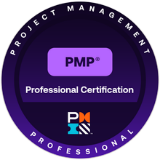 PROJECT MANAGEMENT
PMP®
Professional Certification
PROFESSIONAL